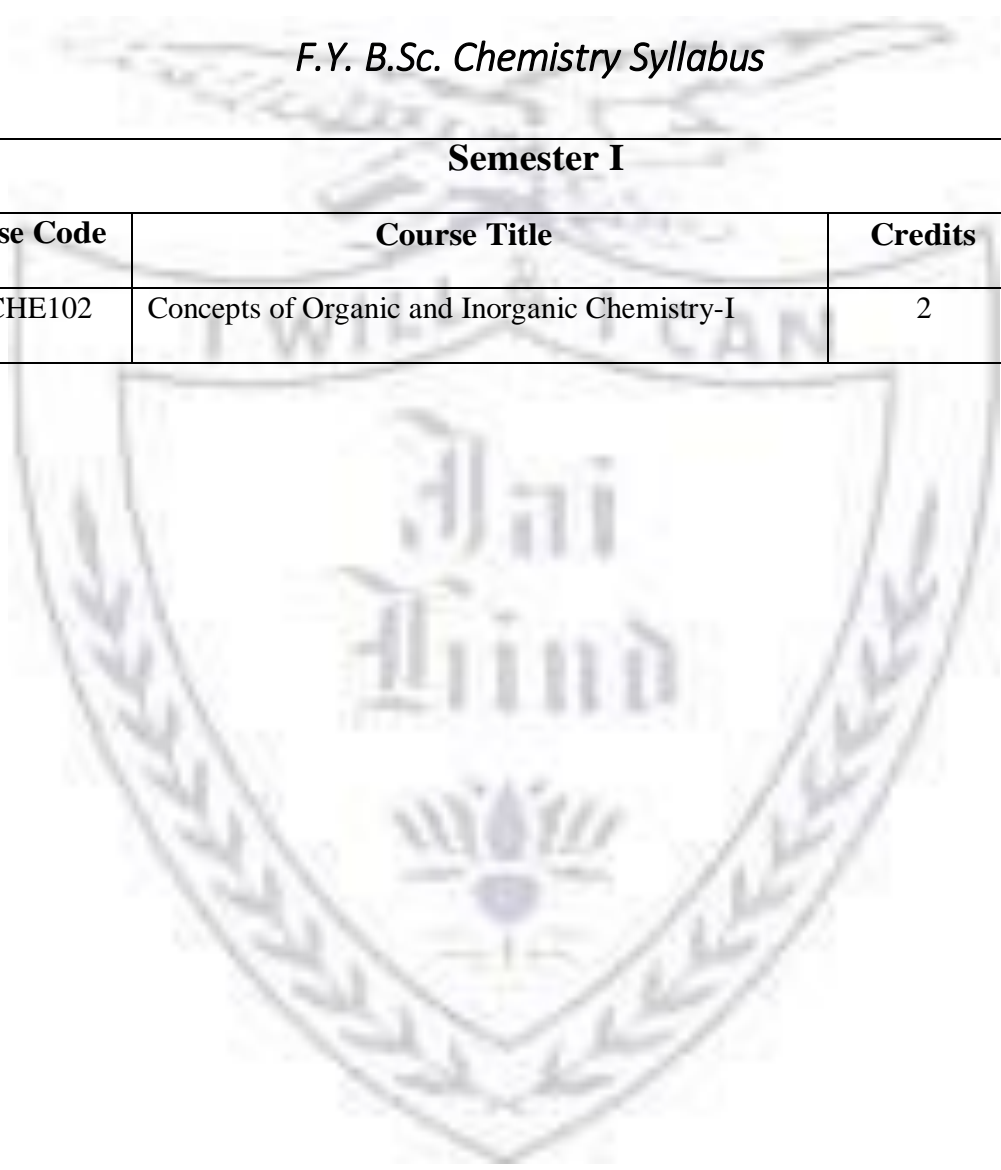 F.Y. B.Sc. Chemistry Syllabus
Semester I
se Code Course Title Credits
CHE102 Concepts of Organic and Inorganic Chemistry-I 2
I WILL & I CAN
Jai
Hind